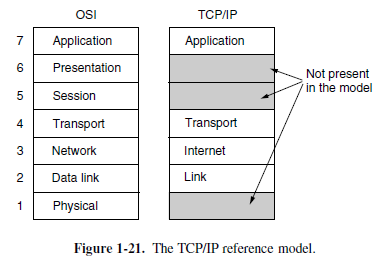 OSI TCP/IP
7 Application Application
6 Presentation
Not present
in the model
5 Session
4 Transport Transport
3 Network Internet
2 Data link Link
1 Physical
Figure 1-21. The TCP/IP reference model.